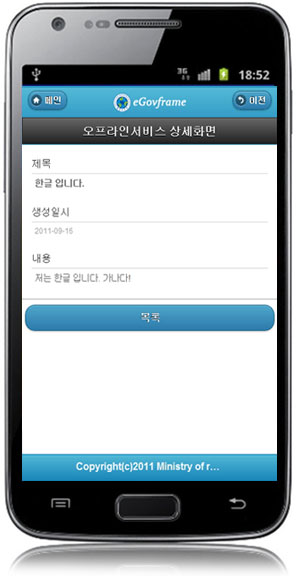 3G 18:52
메인 eGovframe 이전
오프라인서비스 상세화면
제목
한글 입니다.
생성일시
2011-09-15
내용
저는 한글 입니다. 가나다!
목록
Copyright(c)2011 Ministry of r...